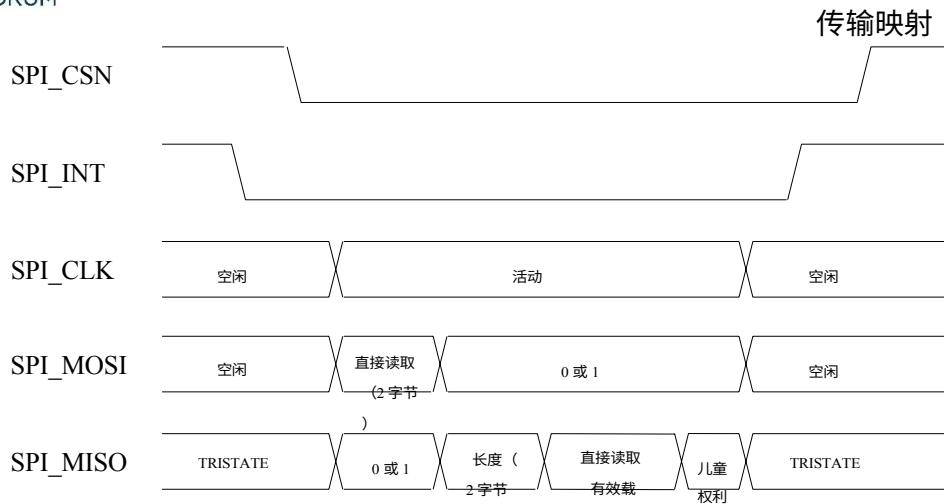 传输映射
SPI_CSN
SPI_INT
SPI_CLK
空闲
活动
空闲
SPI_MOSI
空闲
直接读取
（2 字节
）
0 或 1
空闲
SPI_MISO
TRISTATE
0 或 1
长度（
2 字节
直接读取
有效载
儿童
权利
TRISTATE